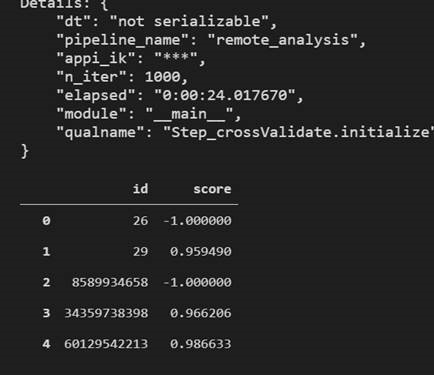 Details: {
"dt": "not serializable",
"pipeline_name": "remote_analysis",
"appi_ik": "***",
"n_iter": 1000,
"elapsed": "0:00:24.017670",
"module": "__main__",
"qualname": "Step_crossValidate.initialize"
}
id score
0 26 -1.000000
1 29 0.959490
2 8589934658 -1.000000
3 34359738398 0.966206
4 60129542213 0.986633